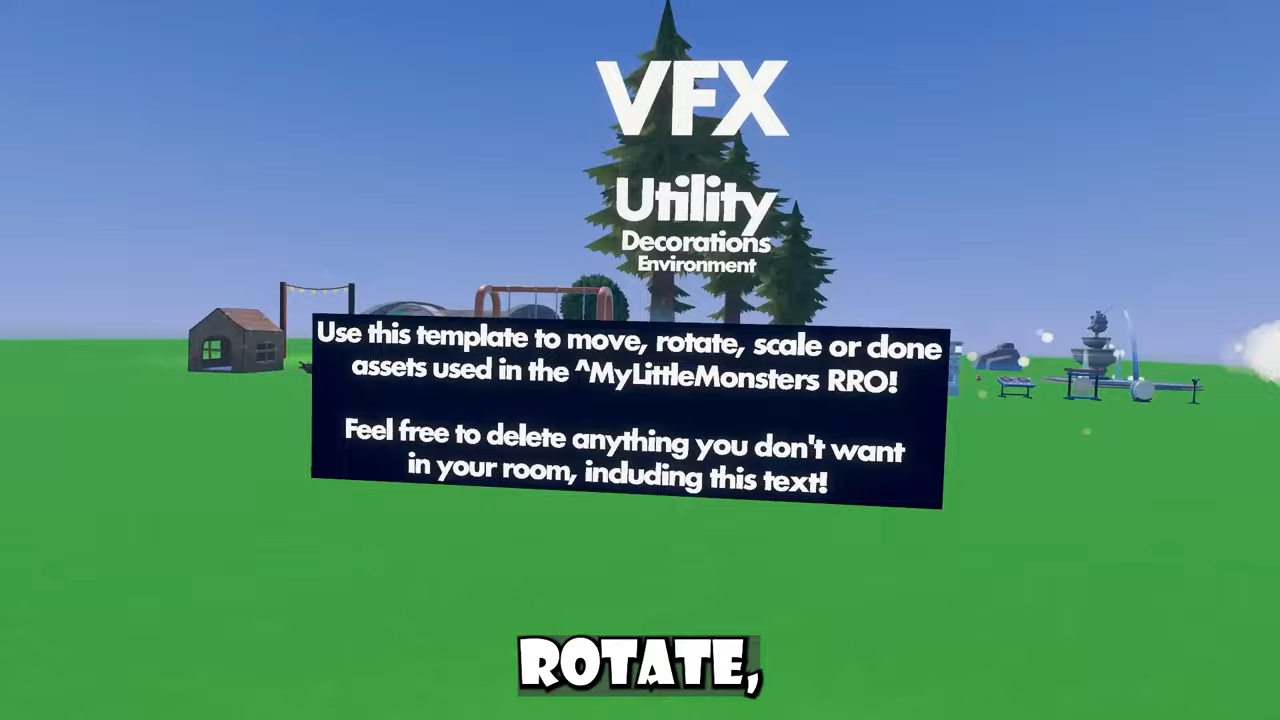 VFX
Utility
Decorations
Environment
Use this template to move, rotate, scale or clone
assets used in the ^MyLittleMonsters RRO!
Feel free to delete anything you don't want
in your room, including this text!
ROTATE,